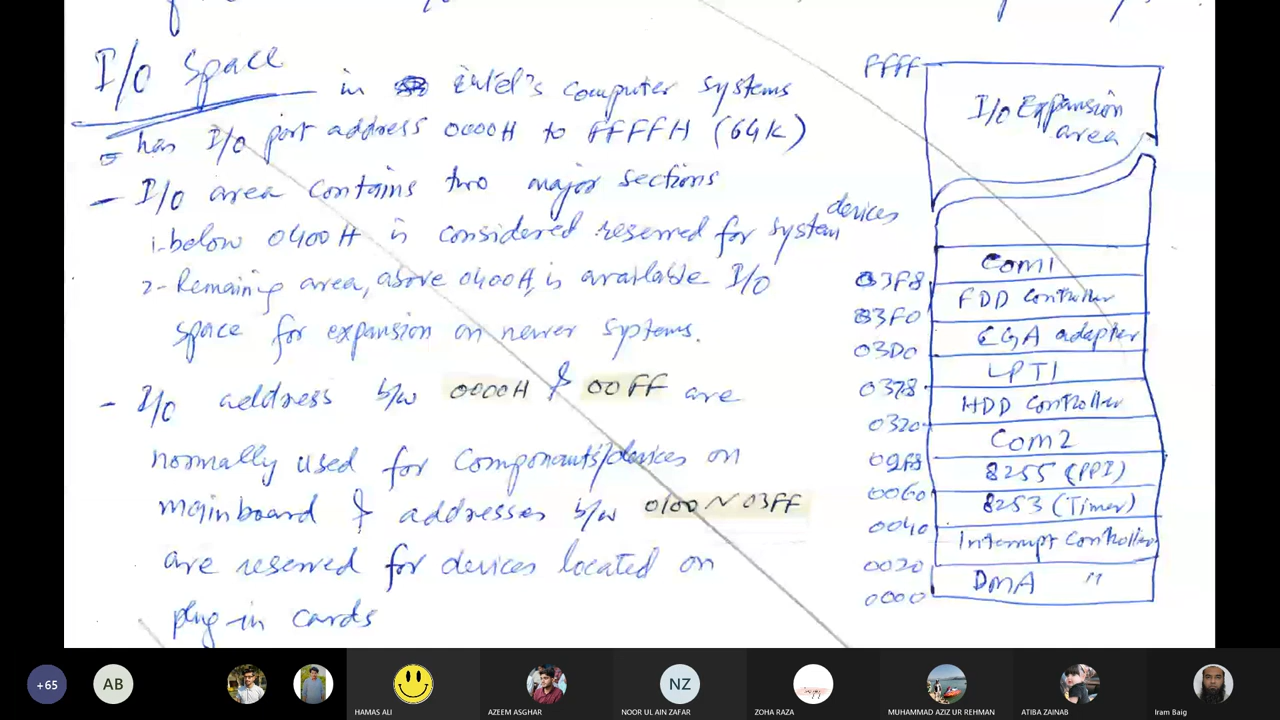 I/O Space in intel's computer systems
has I/O port address 0000H to FFFFH (64K)
- I/O area contains two major sections
1. below 0400H is considered reserved for system devices
2- Remaining area, above 0400H, is available I/O
space for expansion on newer systems.
- I/O address b/w 0000H & 00FF are
normally used for componants/devices on
mainboard & addresses b/w 0100 ~ 03FF
are reserved for devices located on
plug-in cards
FFFF
I/O Expansion
area
Com1
03F8
FDD controller
03F0
CGA adapter
03D0
LPT1
0378
HDD controller
0320
Com2
02F8
8255 (PPI)
0060
8253 (Timer)
0040
Interrupt Controller
0020
DMA "
0000
+65
AB
HAMAS ALI
AZEEM ASGHAR
NZ
NOOR UL AIN ZAFAR
ZOHA RAZA
MUHAMMAD AZIZ UR REHMAN
ATIBA ZAINAB
Iram Baig